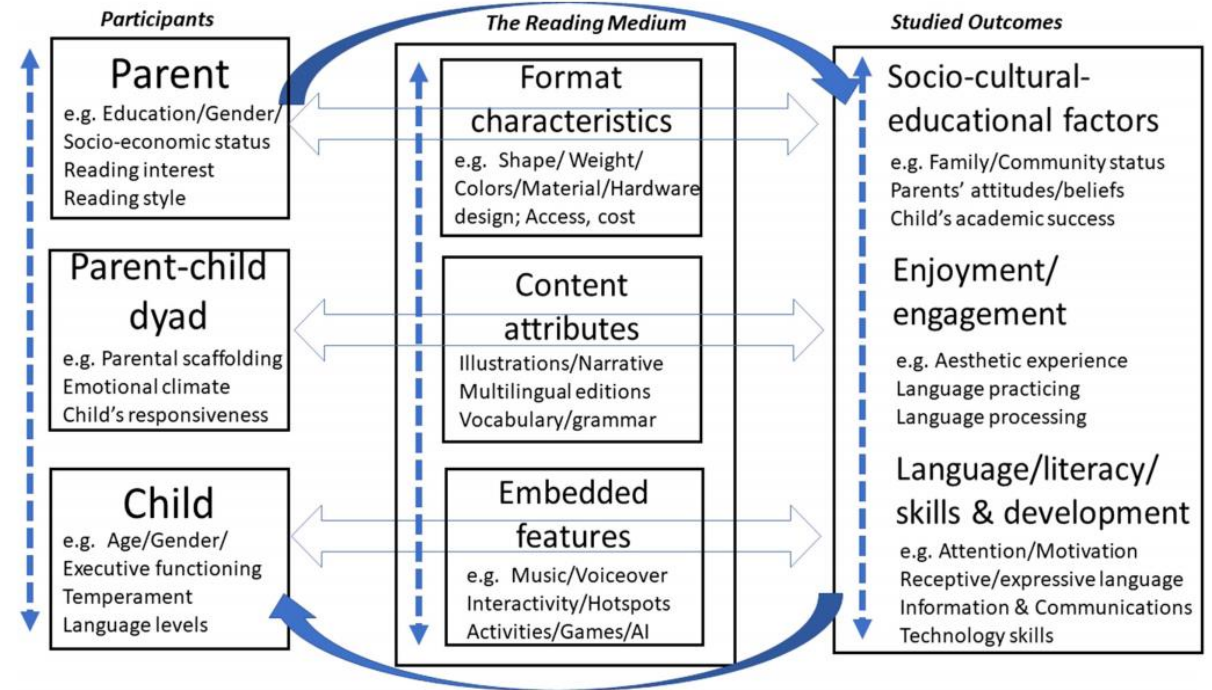 Participants
Parent
e.g. Education/Gender/
Socio-economic status
Reading interest
Reading style
Parent-child
dyad
e.g. Parental scaffolding
Emotional climate
Child's responsiveness
Child
e.g. Age/Gender/
Executive functioning
Temperament
Language levels
The Reading Medium
Format
characteristics
e.g. Shape/ Weight/
Colors/Material/Hardware
design; Access, cost
Content
attributes
Illustrations/Narrative
Multilingual editions
Vocabulary/grammar
Embedded
features
e.g. Music/Voiceover
Interactivity/Hotspots
Activities/Games/AI
Studied Outcomes
Socio-cultural-
educational factors
e.g. Family/Community status
Parents' attitudes/beliefs
Child's academic success
Enjoyment/
engagement
e.g. Aesthetic experience
Language practicing
Language processing
Language/literacy/
skills & development
e.g. Attention/Motivation
Receptive/expressive language
Information & Communications
Technology skills